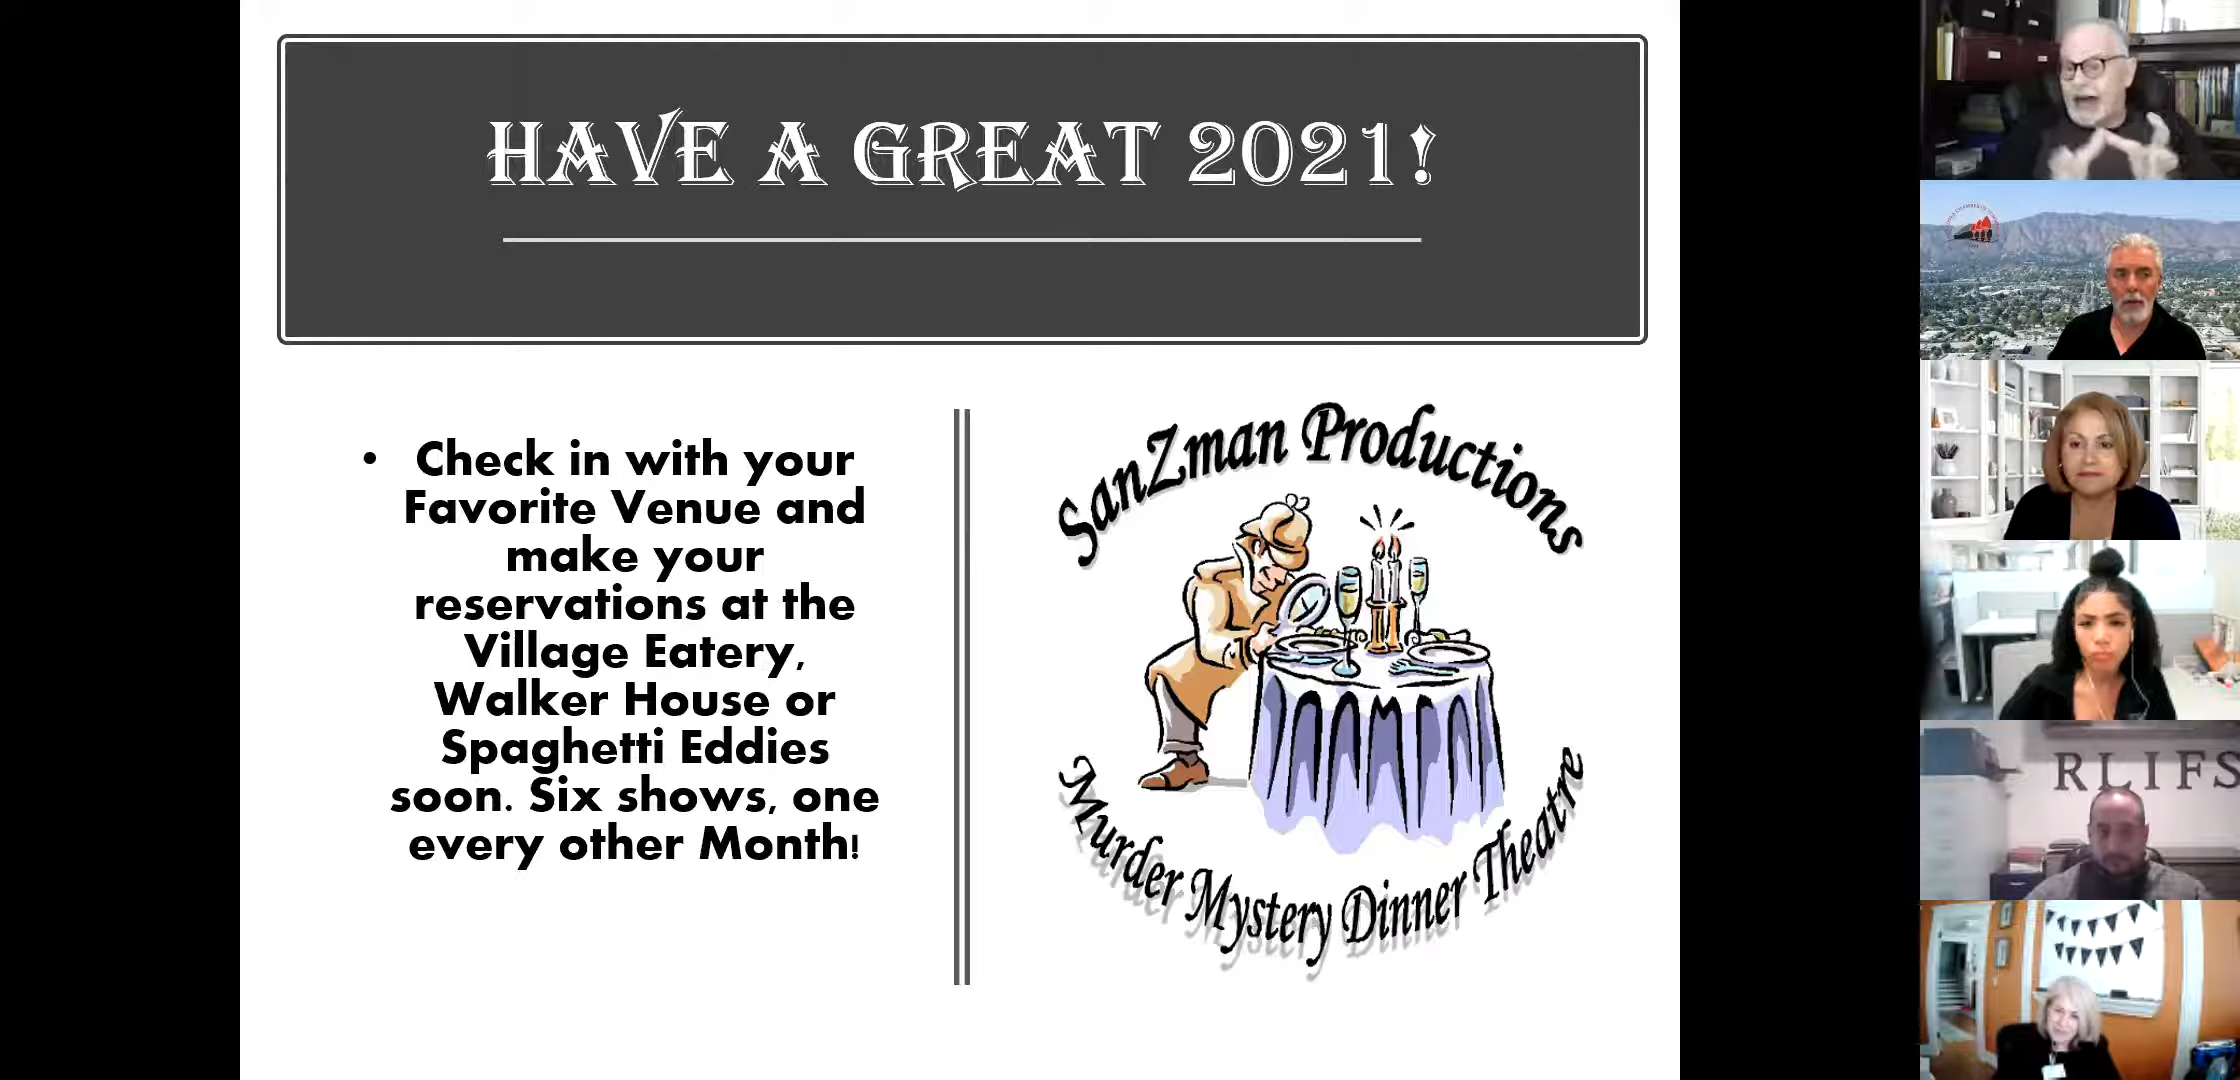 HAVE A GREAT 2021!
• Check in with your
Favorite Venue and
make your
reservations at the
Village Eatery,
Walker House or
Spaghetti Eddies
soon. Six shows, one
every other Month!
SanZman Productions
Murder Mystery Dinner Theatre
RLIFS